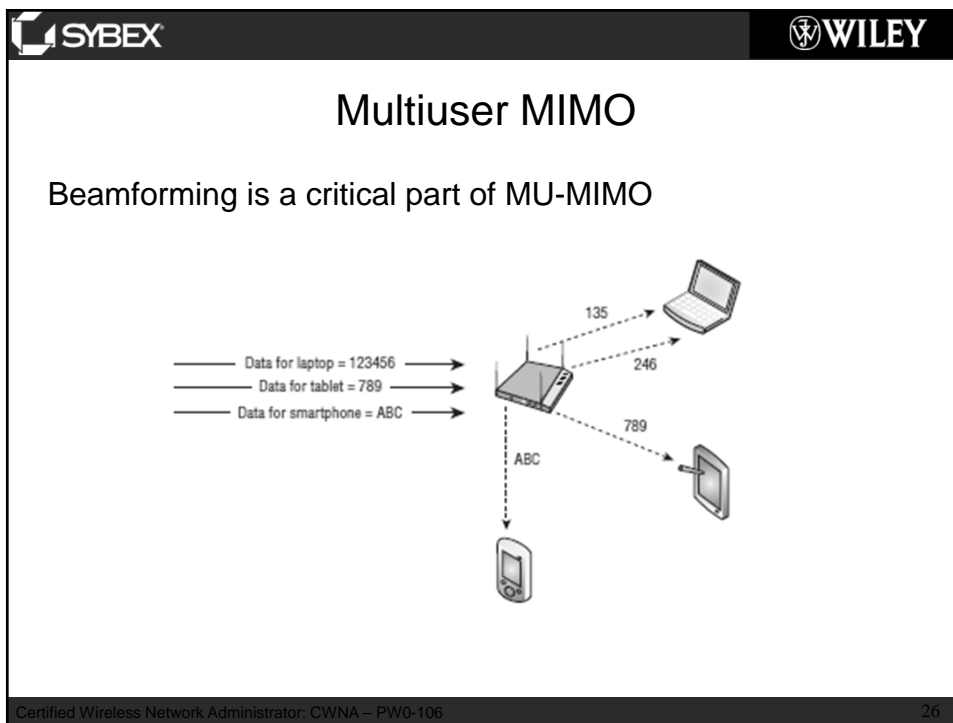 SYBEX
WILEY
Multiuser MIMO
Beamforming is a critical part of MU-MIMO
135
246
Data for laptop = 123456
Data for tablet = 789
Data for smartphone = ABC
789
ABC
Certified Wireless Network Administrator: CWNA – PW0-106
26